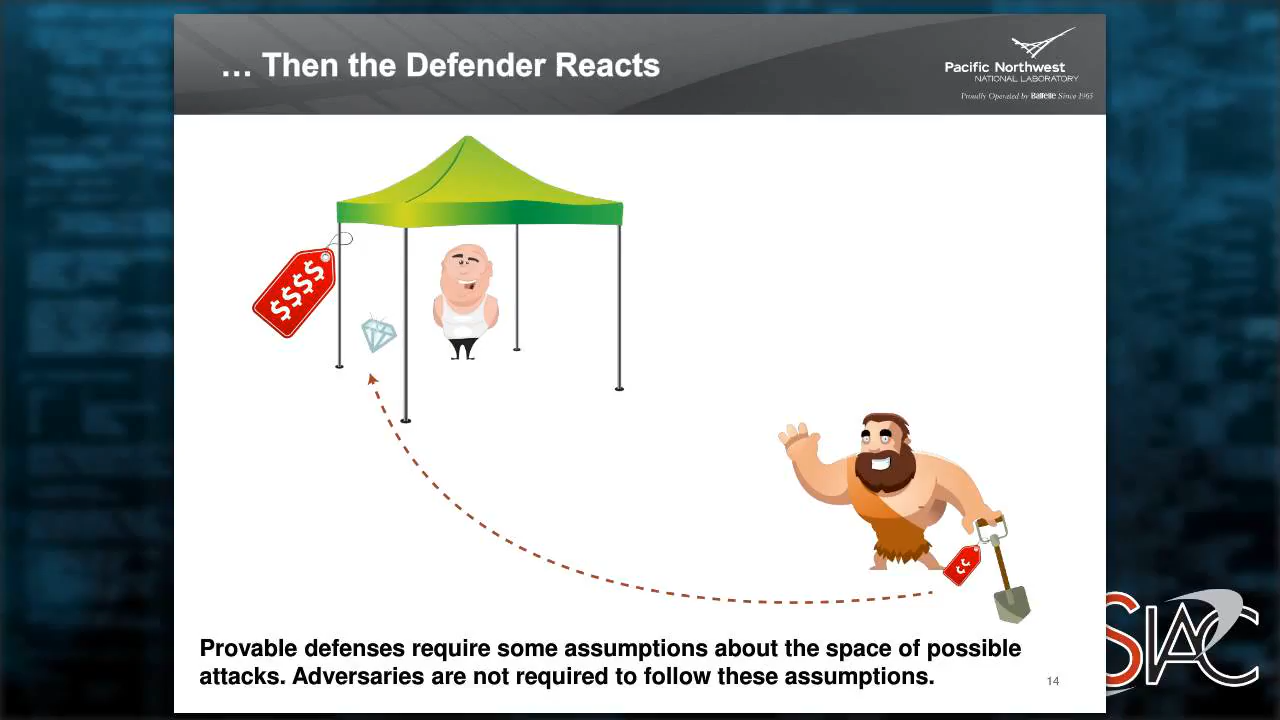 ... Then the Defender Reacts
Pacific Northwest
NATIONAL LABORATORY
Proudly Operated by Battelle Since 1965
$$$$
¢¢
Provable defenses require some assumptions about the space of possible
attacks. Adversaries are not required to follow these assumptions.
14
SIAC